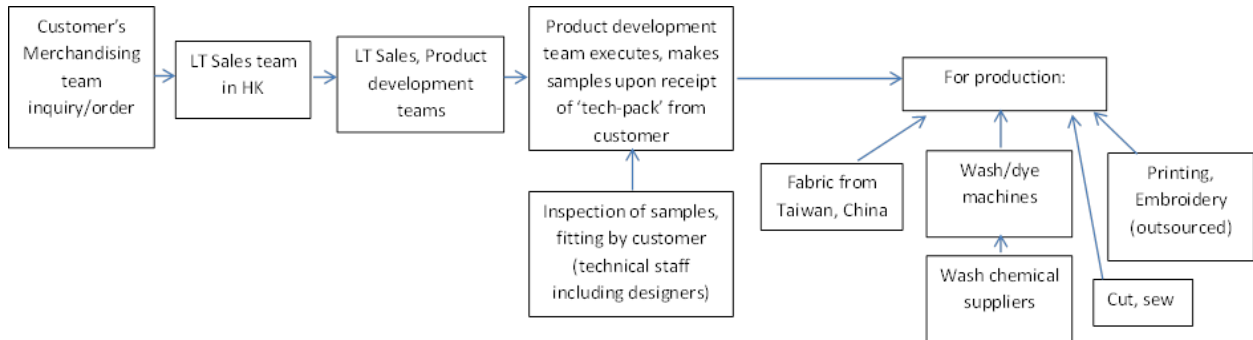 Customer's
Merchandising
team
inquiry/order
LT Sales team
in HK
LT Sales, Product
development
teams
Product development
team executes, makes
samples upon receipt
of 'tech-pack' from
customer
For production:
Inspection of samples,
fitting by customer
(technical staff
including designers)
Fabric from
Taiwan, China
Wash/dye
machines
Wash chemical
suppliers
Cut, sew
Printing,
Embroidery
(outsourced)